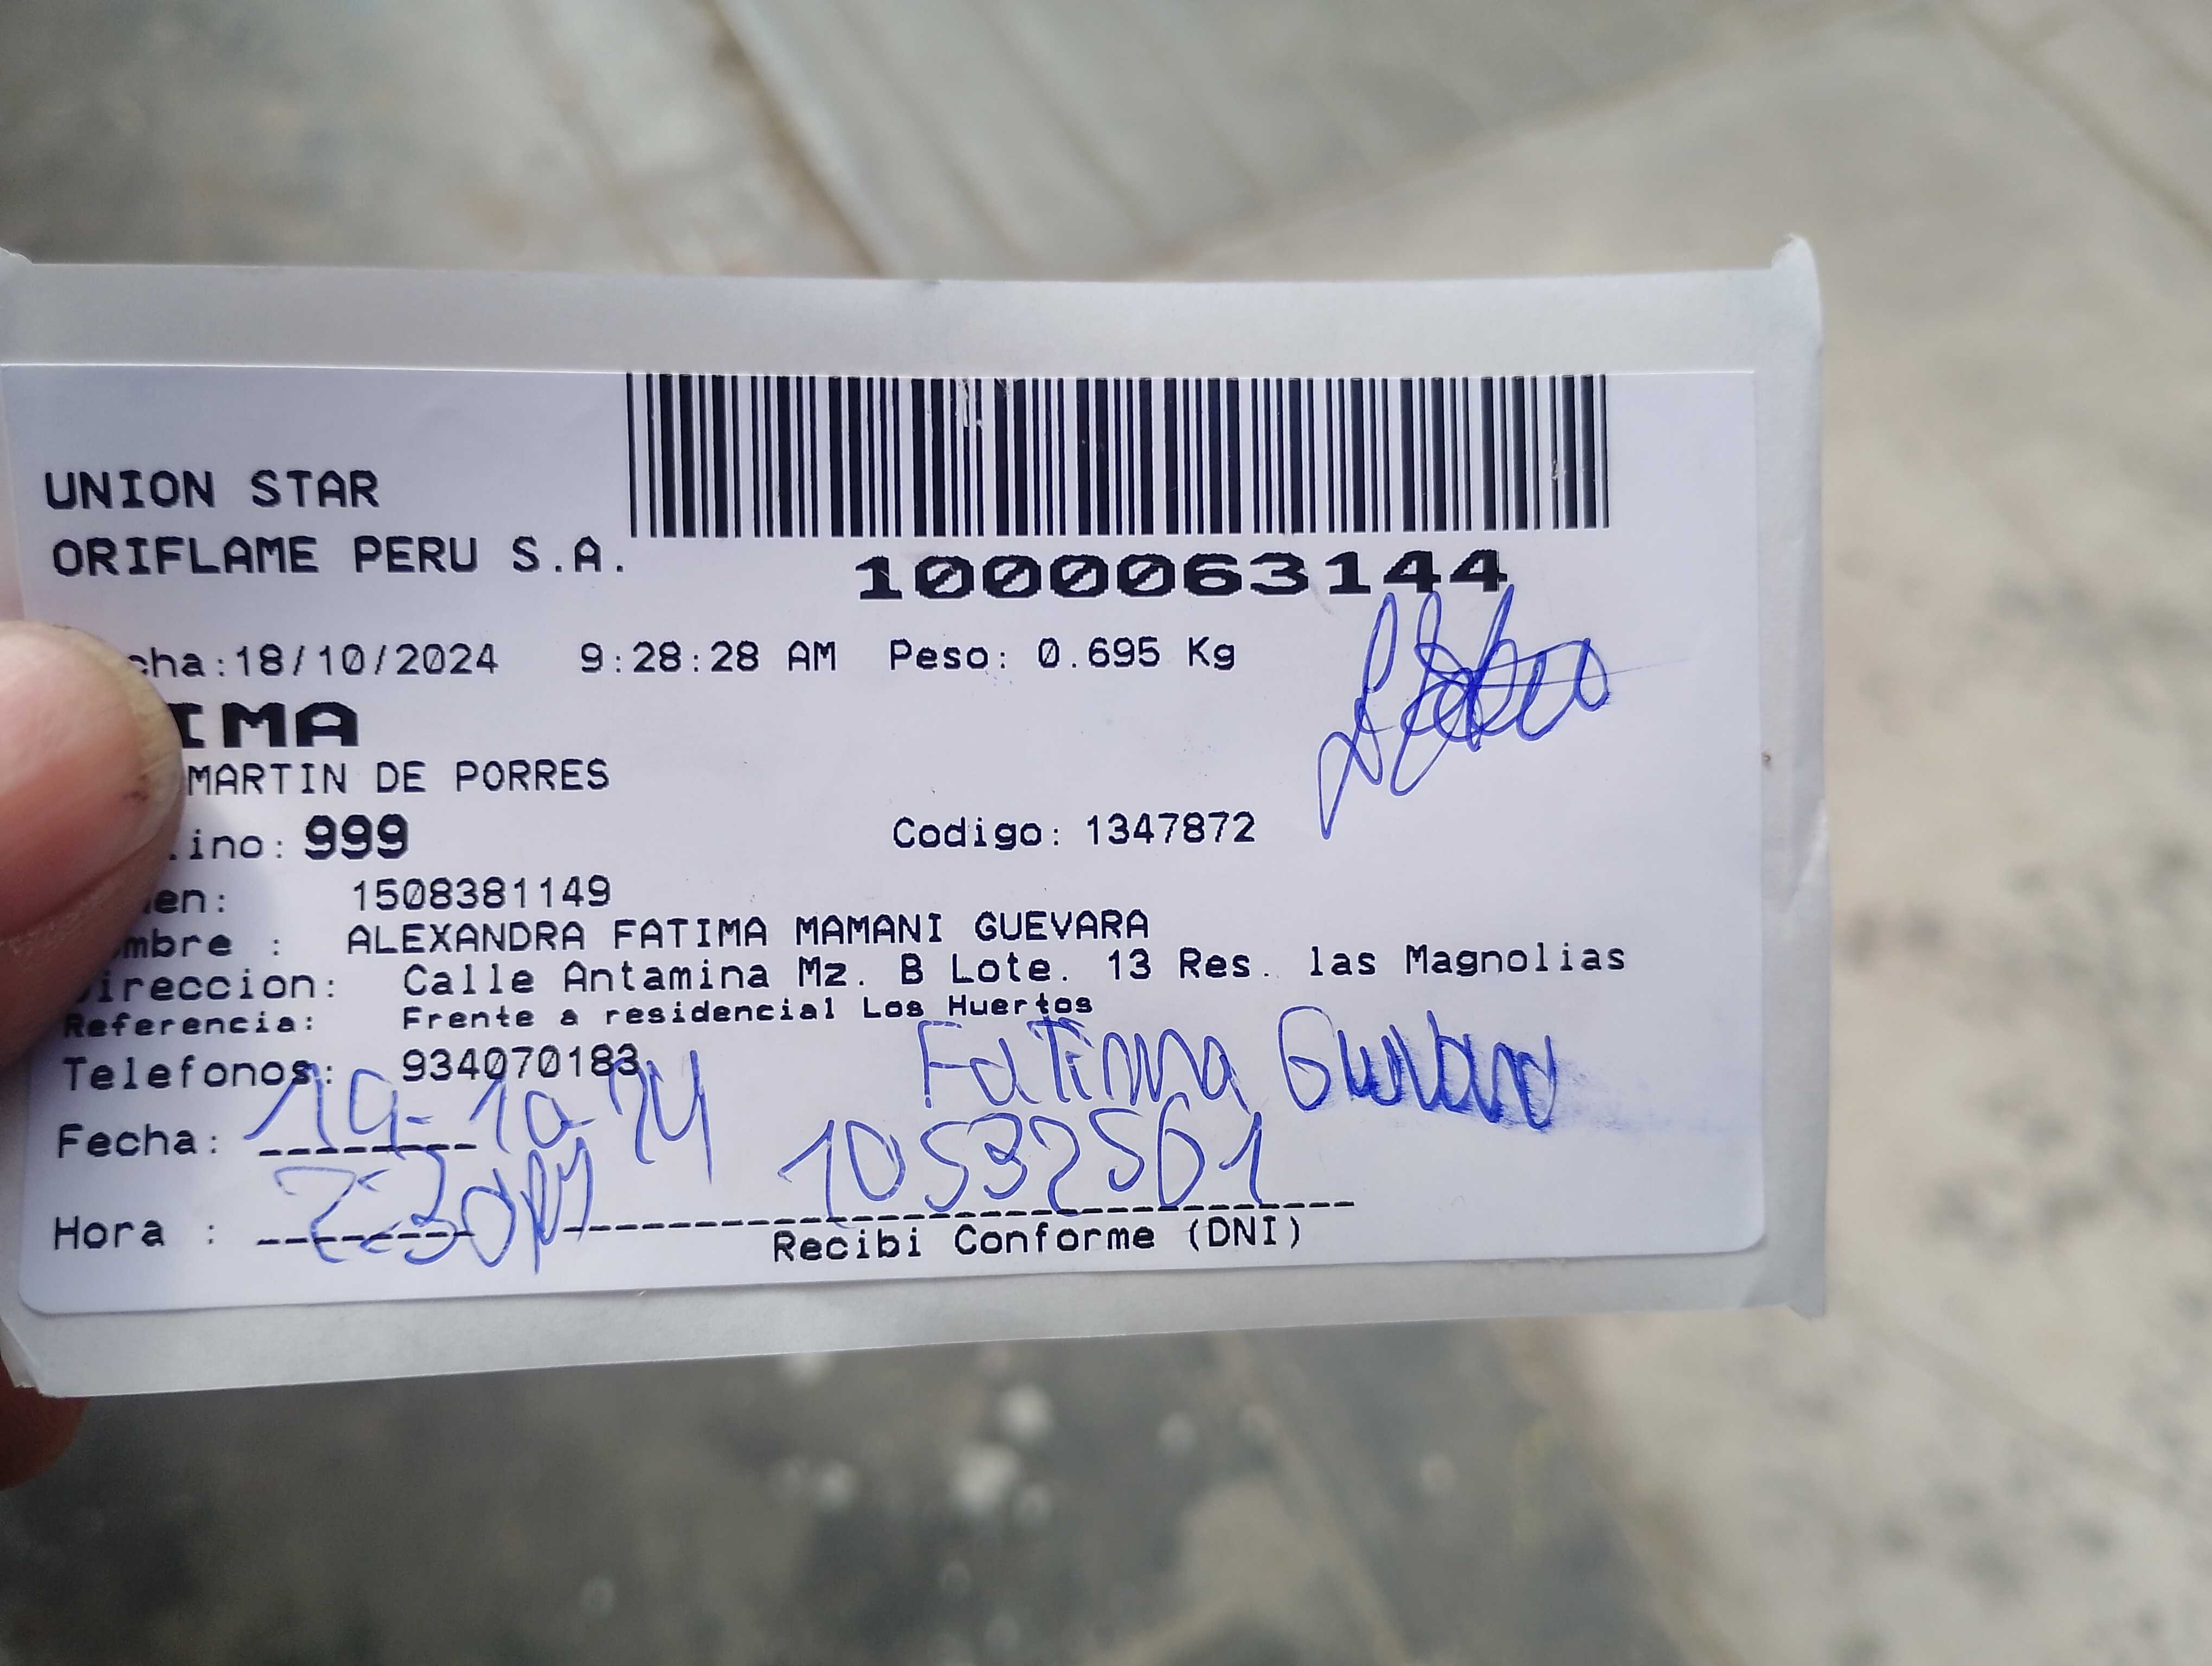 UNION STAR
ORIFLAME PERU S.A.
1000063144
cha:18/10/2024 9:28:28 AM Peso: 0.695 Kg
IMA
MARTIN DE PORRES
ino: 999 Codigo: 1347872
en: 1508381149
mbre : ALEXANDRA FATIMA MAMANI GUEVARA
ireccion: Calle Antamina Mz. B Lote. 13 Res. las Magnolias
Referencia: Frente a residencial Los Huertos
Telefonos: 934070183
Fatima Guevara
Fecha: 19-10-24
10532561
Hora : 2:30pm
Recibi Conforme (DNI)